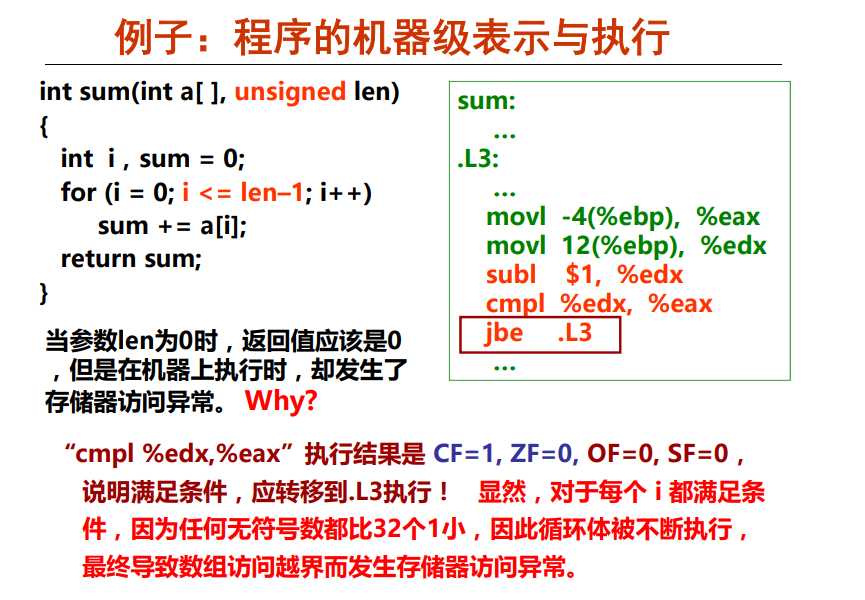 例子：程序的机器级表示与执行
int sum(int a[ ], unsigned len)
{
int i , sum = 0;
for (i = 0; i <= len–1; i++)
sum += a[i];
return sum;
}
sum:
...
.L3:
...
movl -4(%ebp), %eax
movl 12(%ebp), %edx
subl $1, %edx
cmpl %edx, %eax
jbe .L3
...
当参数len为0时，返回值应该是0
，但是在机器上执行时，却发生了
存储器访问异常。 Why?
“cmpl %edx,%eax”执行结果是 CF=1, ZF=0, OF=0, SF=0，
说明满足条件，应转移到.L3执行！ 显然，对于每个 i 都满足条
件，因为任何无符号数都比32个1小，因此循环体被不断执行，
最终导致数组访问越界而发生存储器访问异常。